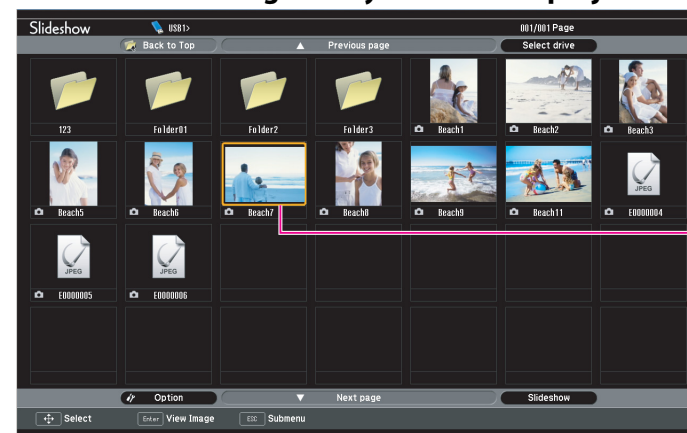 Slideshow USB1> 001/001 Page
Back to Top ▲ Previous page Select drive
123 Folder01 Folder2 Folder3 Beach1 Beach2 Beach3
JPEG
Beach5 Beach6 Beach7 Beach8 Beach9 Beach11 E0000004
JPEG JPEG
E0000005 E0000006
Option ▼ Next page Slideshow
Select Enter View Image ESC Submenu